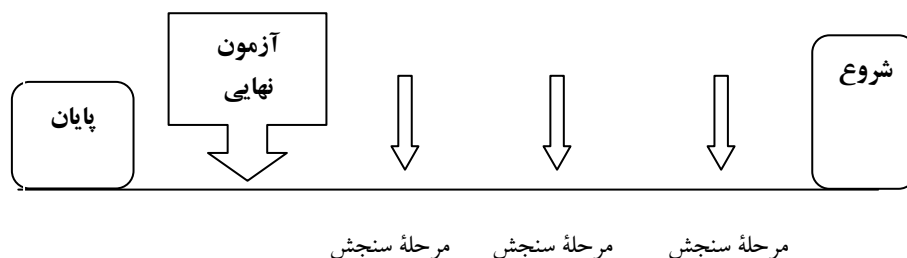 شروع
آزمون
نهایی
پایان
مرحلهٔ سنجش
مرحلهٔ سنجش
مرحلهٔ سنجش